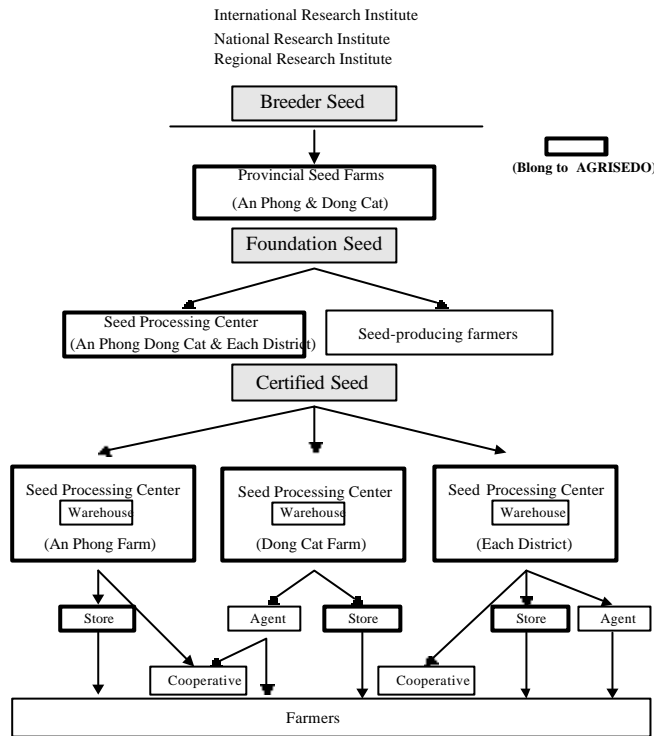 International Research Institute
National Research Institute
Regional Research Institute
Breeder Seed
(Blong to AGRISEDO)
Provincial Seed Farms
(An Phong & Dong Cat)
Foundation Seed
Seed Processing Center
(An Phong Dong Cat & Each District)
Seed-producing farmers
Certified Seed
Seed Processing Center
Warehouse
(An Phong Farm)
Seed Processing Center
Warehouse
(Dong Cat Farm)
Seed Processing Center
Warehouse
(Each District)
Store
Agent
Store
Store
Agent
Cooperative
Cooperative
Farmers